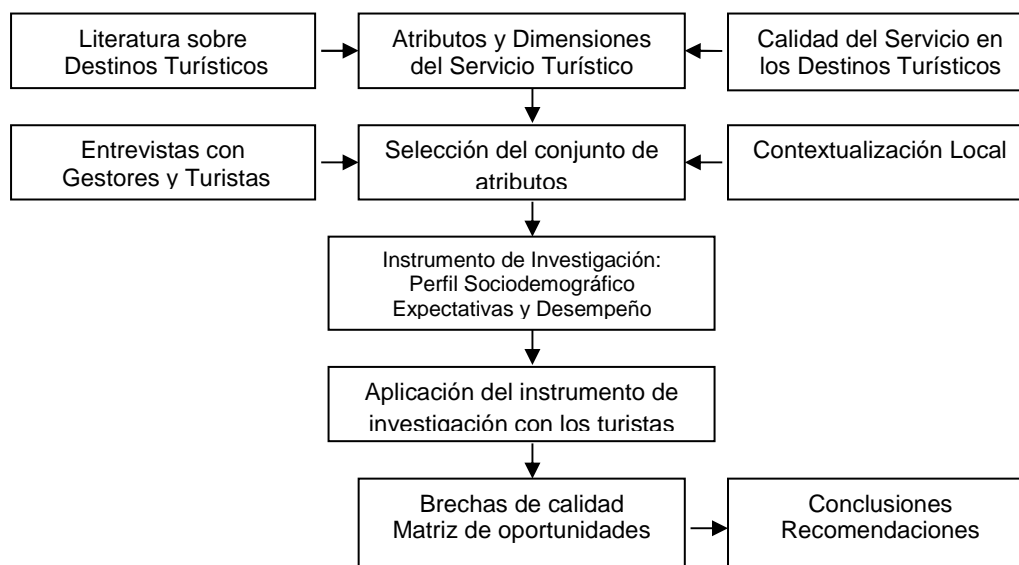 Literatura sobre
Destinos Turísticos
Atributos y Dimensiones
del Servicio Turístico
Calidad del Servicio en
los Destinos Turísticos
Entrevistas con
Gestores y Turistas
Selección del conjunto de
atributos
Contextualización Local
Instrumento de Investigación:
Perfil Sociodemográfico
Expectativas y Desempeño
Aplicación del instrumento de
investigación con los turistas
Brechas de calidad
Matriz de oportunidades
Conclusiones
Recomendaciones